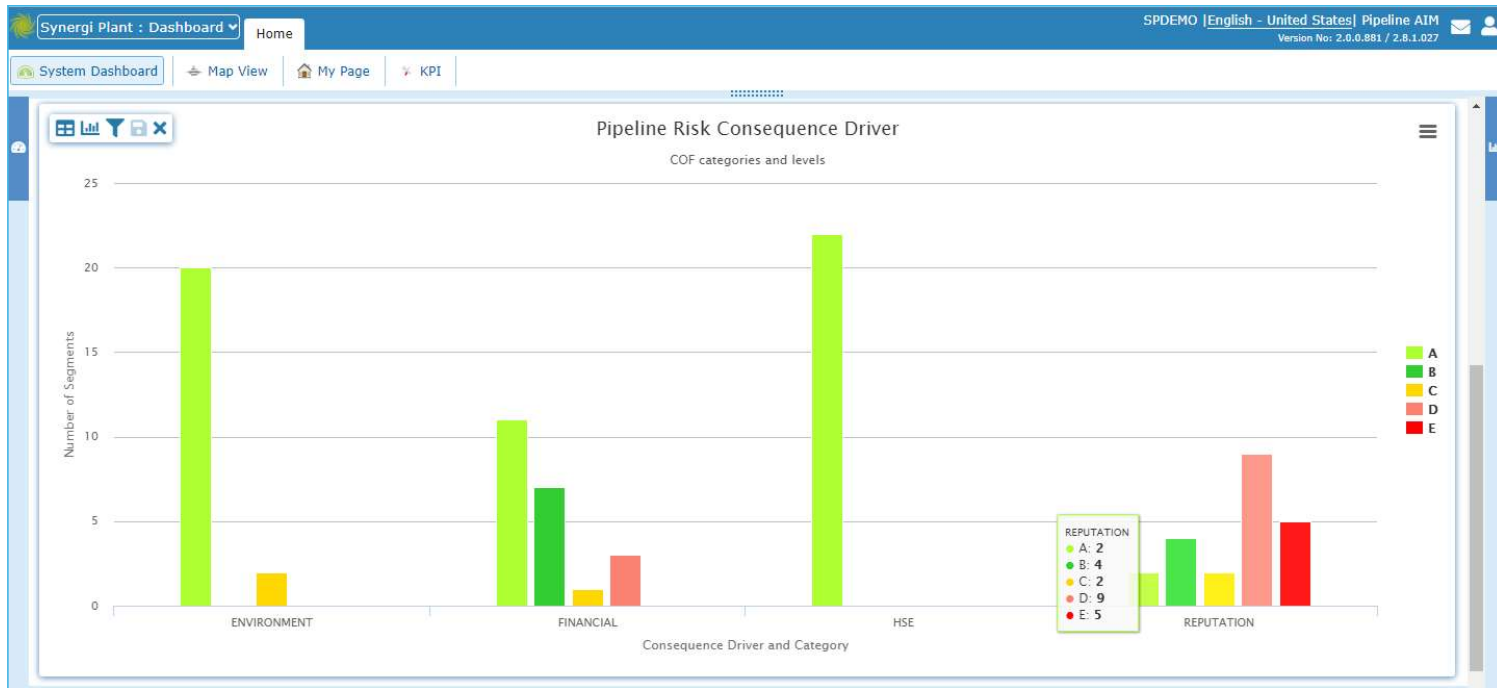 Synergi Plant : Dashboard
Home
SPDEMO |English - United States| Pipeline AIM
Version No: 2.0.0.881 / 2.8.1.027
System Dashboard
Map View
My Page
KPI
Pipeline Risk Consequence Driver
COF categories and levels
Number of Segments
25
20
15
10
5
0
ENVIRONMENT
FINANCIAL
HSE
REPUTATION
Consequence Driver and Category
REPUTATION
A: 2
B: 4
C: 2
D: 9
E: 5
A
B
C
D
E